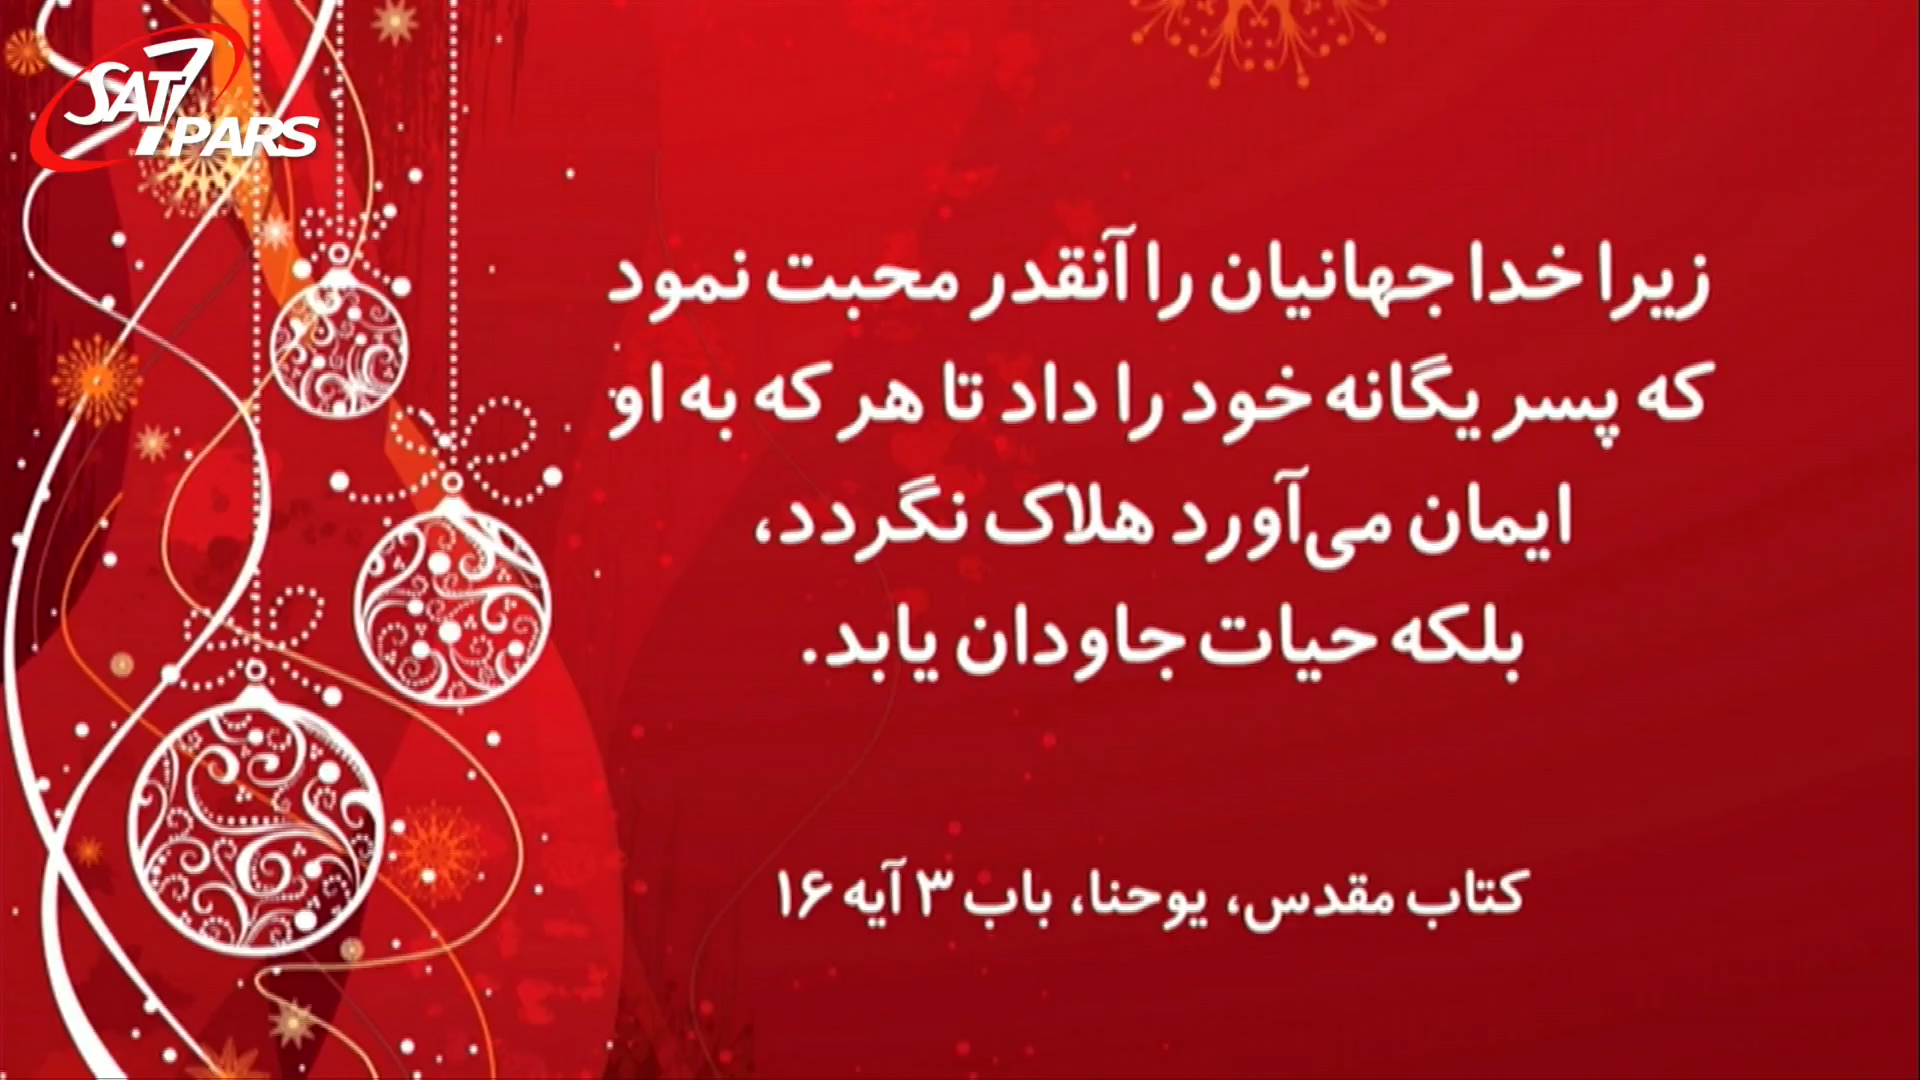 SAT7
PARS
زیرا خدا جهانیان را آنقدر محبت نمود
که پسر یگانه خود را داد تا هر که به او
ایمان می‌آورد هلاک نگردد،
بلکه حیات جاودان یابد.
کتاب مقدس، یوحنا، باب ۳ آیه ۱۶